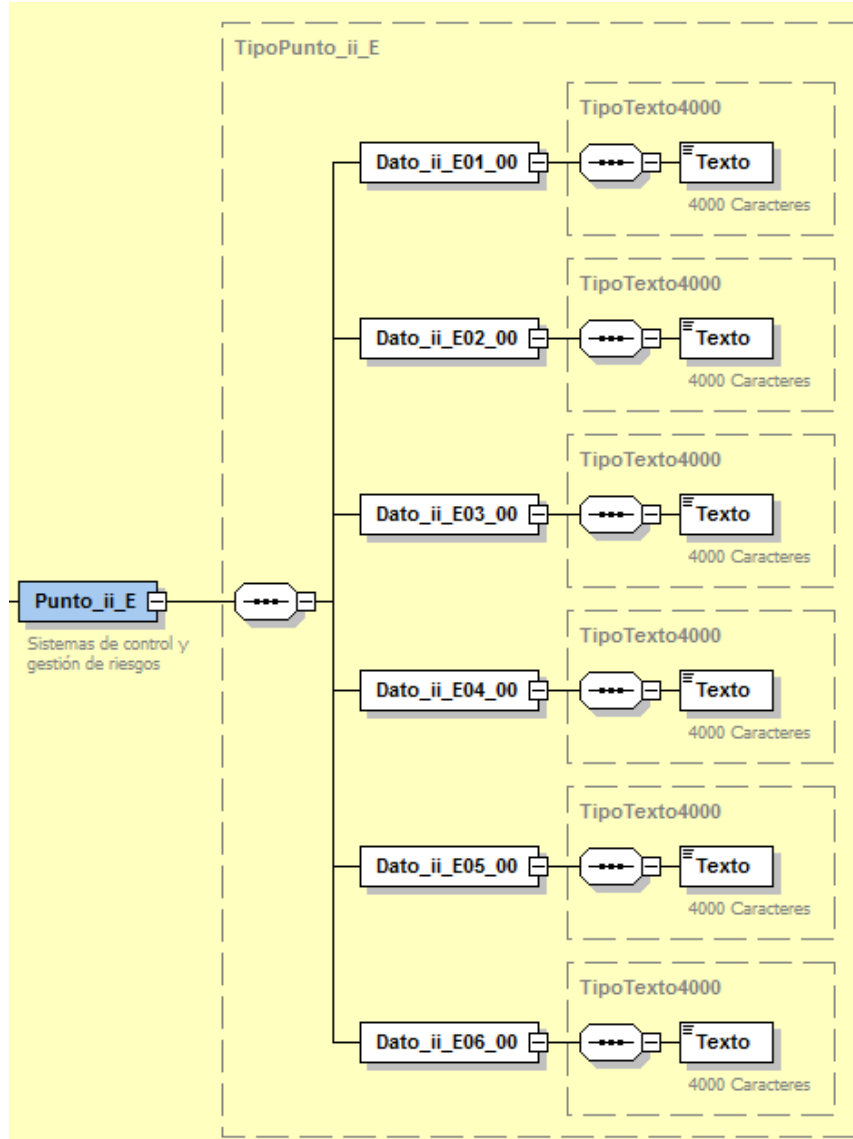 TipoPunto_ii_E
TipoTexto4000
Dato_ii_E01_00
Texto
4000 Caracteres
TipoTexto4000
Dato_ii_E02_00
Texto
4000 Caracteres
TipoTexto4000
Dato_ii_E03_00
Texto
4000 Caracteres
Punto_ii_E
Sistemas de control y
gestión de riesgos
TipoTexto4000
Dato_ii_E04_00
Texto
4000 Caracteres
TipoTexto4000
Dato_ii_E05_00
Texto
4000 Caracteres
TipoTexto4000
Dato_ii_E06_00
Texto
4000 Caracteres